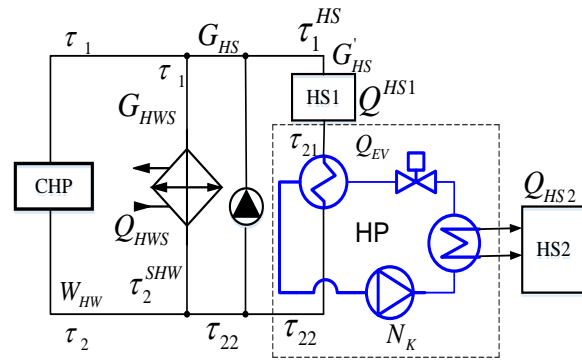 τ₁ G_HS τ₁^HS
τ₁ G'_HS
G_HWS HS1 Q^HS1
τ₂₁ Q_EV
CHP Q_HS2
Q_HWS HP HS2
W_HW τ₂^SHW
τ₂ τ₂₂ τ₂₂ N_K